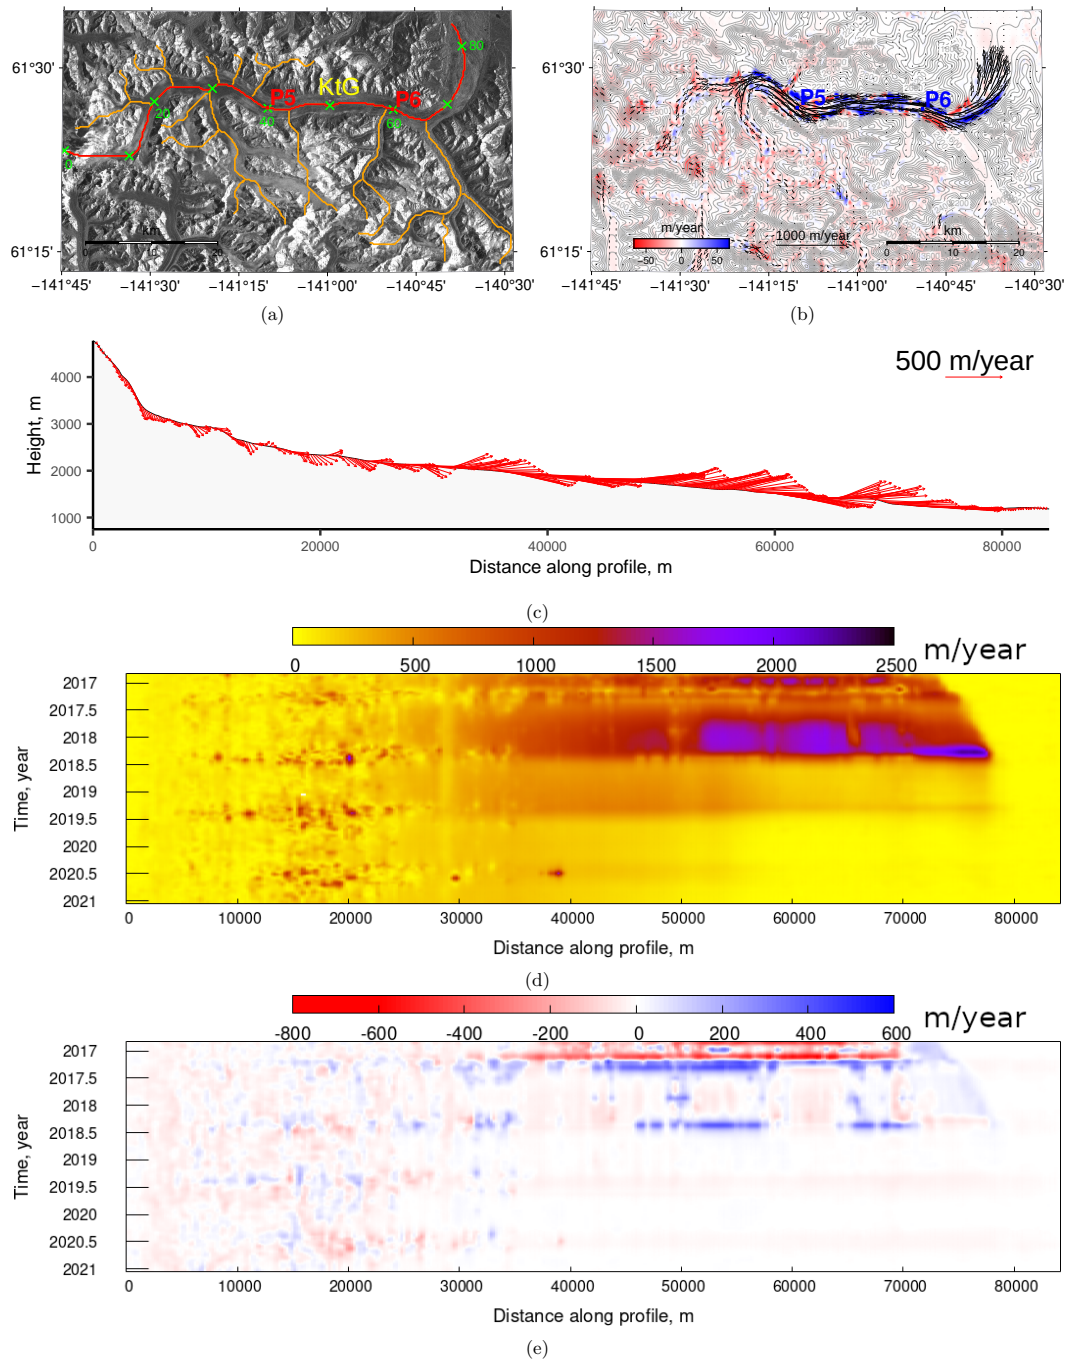 61°30'
61°15'
−141°45' −141°30' −141°15' −141°00' −140°45' −140°30'
KtG
P5
P6
0
20
40
60
80
km
0 10 20
(a)
61°30'
61°15'
−141°45' −141°30' −141°15' −141°00' −140°45' −140°30'
P5
P6
m/year
−50 0 50
1000 m/year
km
0 10 20
(b)
500 m/year
Height, m
4000
3000
2000
1000
0 20000 40000 60000 80000
Distance along profile, m
(c)
m/year
0 500 1000 1500 2000 2500
Time, year
2017
2017.5
2018
2018.5
2019
2019.5
2020
2020.5
2021
0 10000 20000 30000 40000 50000 60000 70000 80000
Distance along profile, m
(d)
m/year
-800 -600 -400 -200 0 200 400 600
Time, year
2017
2017.5
2018
2018.5
2019
2019.5
2020
2020.5
2021
0 10000 20000 30000 40000 50000 60000 70000 80000
Distance along profile, m
(e)